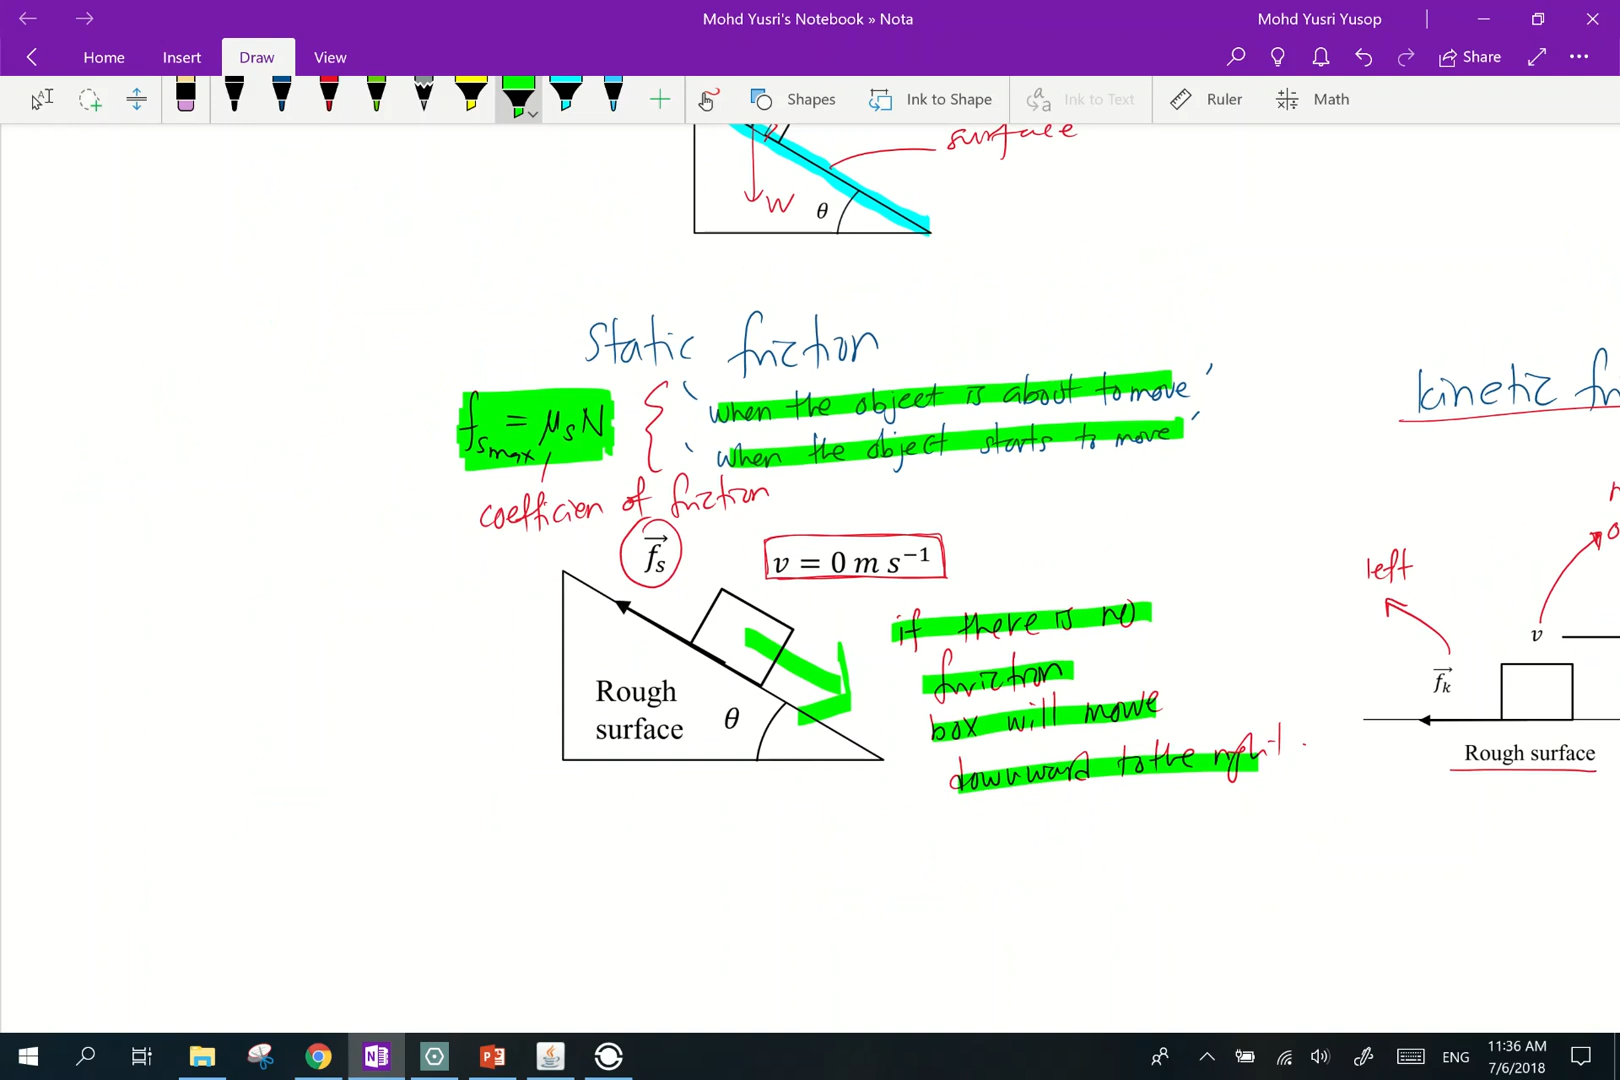 Mohd Yusri's Notebook » Nota
Mohd Yusri Yusop
Home
Insert
Draw
View
Share
Shapes
Ink to Shape
Ink to Text
Ruler
Math
surface
W
θ
Static friction
fsmax = μsN
'when the object is about to move'
'when the object starts to move'
coefficien of friction
fs
v = 0 m s⁻¹
if there is no
friction
box will move
downward to the right.
Rough
surface
θ
kinetic
left
v
fk
Rough surface
ENG
11:36 AM
7/6/2018